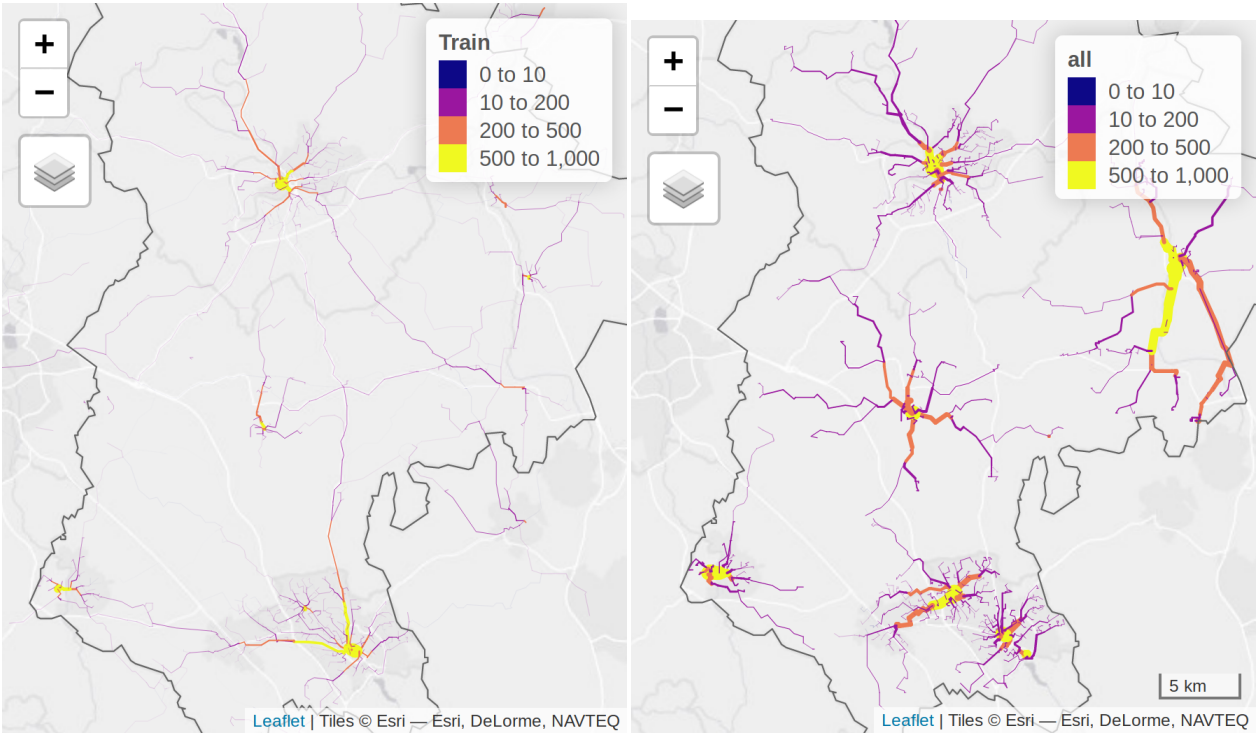 +
−
Train
0 to 10
10 to 200
200 to 500
500 to 1,000
Leaflet | Tiles © Esri — Esri, DeLorme, NAVTEQ
+
−
all
0 to 10
10 to 200
200 to 500
500 to 1,000
5 km
Leaflet | Tiles © Esri — Esri, DeLorme, NAVTEQ